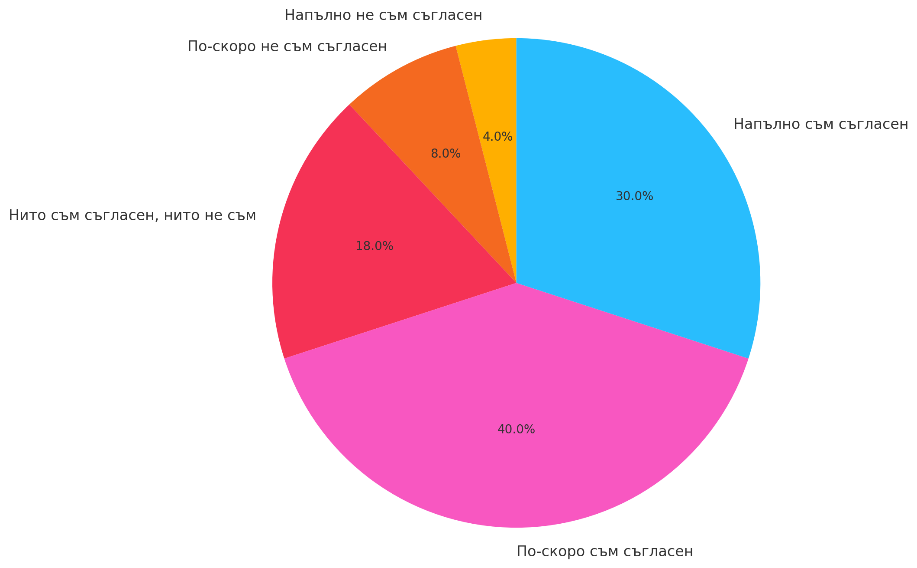 Напълно не съм съгласен
По-скоро не съм съгласен
Напълно съм съгласен
4.0%
8.0%
30.0%
Нито съм съгласен, нито не съм
18.0%
40.0%
По-скоро съм съгласен